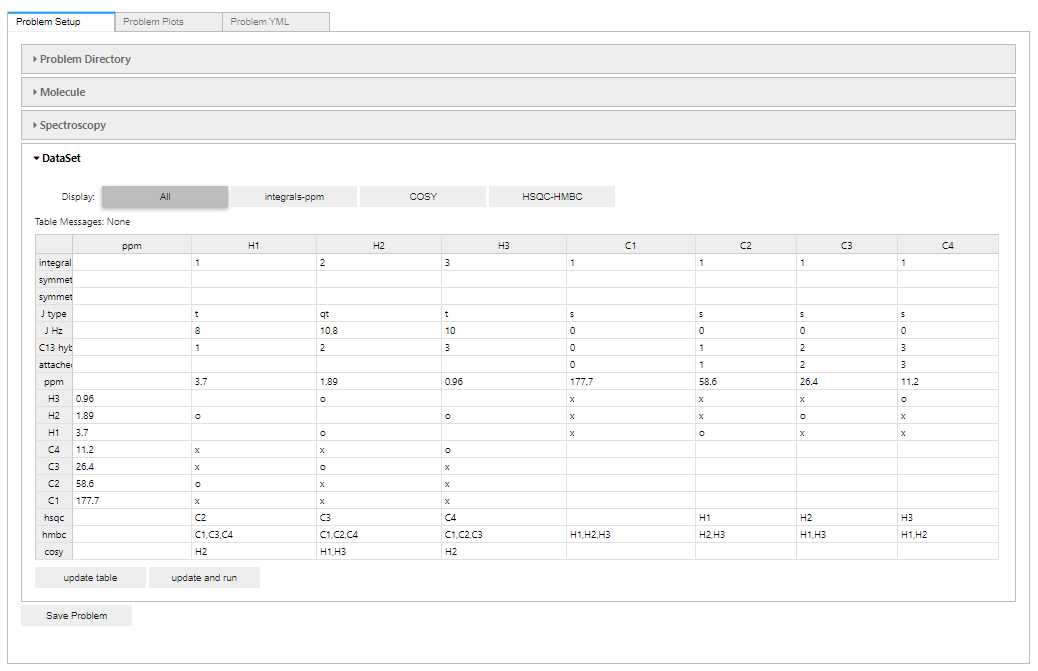 Problem Setup Problem Plots Problem YML
Problem Directory
Molecule
Spectroscopy
DataSet
Display: All integrals-ppm COSY HSQC-HMBC
Table Messages: None
ppm H1 H2 H3 C1 C2 C3 C4
integral 1 2 3 1 1 1 1
symmet
symmet
J type t qt t s s s s
J Hz 8 10,8 10 0 0 0 0
C13 hyb 1 2 3 0 1 2 3
attache 0 1 2 3
ppm 3.7 1.89 0.96 177.7 58.6 26.4 11.2
H3 0.96 o x x x o
H2 1.89 o o x x o x
H1 3.7 o x o x x
C4 11.2 x x o
C3 26.4 x o x
C2 58.6 o x x
C1 177.7 x x x
hsqc C2 C3 C4 H1 H2 H3
hmbc C1,C3,C4 C1,C2,C4 C1,C2,C3 H1,H2,H3 H2,H3 H1,H3 H1,H2
cosy H2 H1,H3 H2
update table update and run
Save Problem